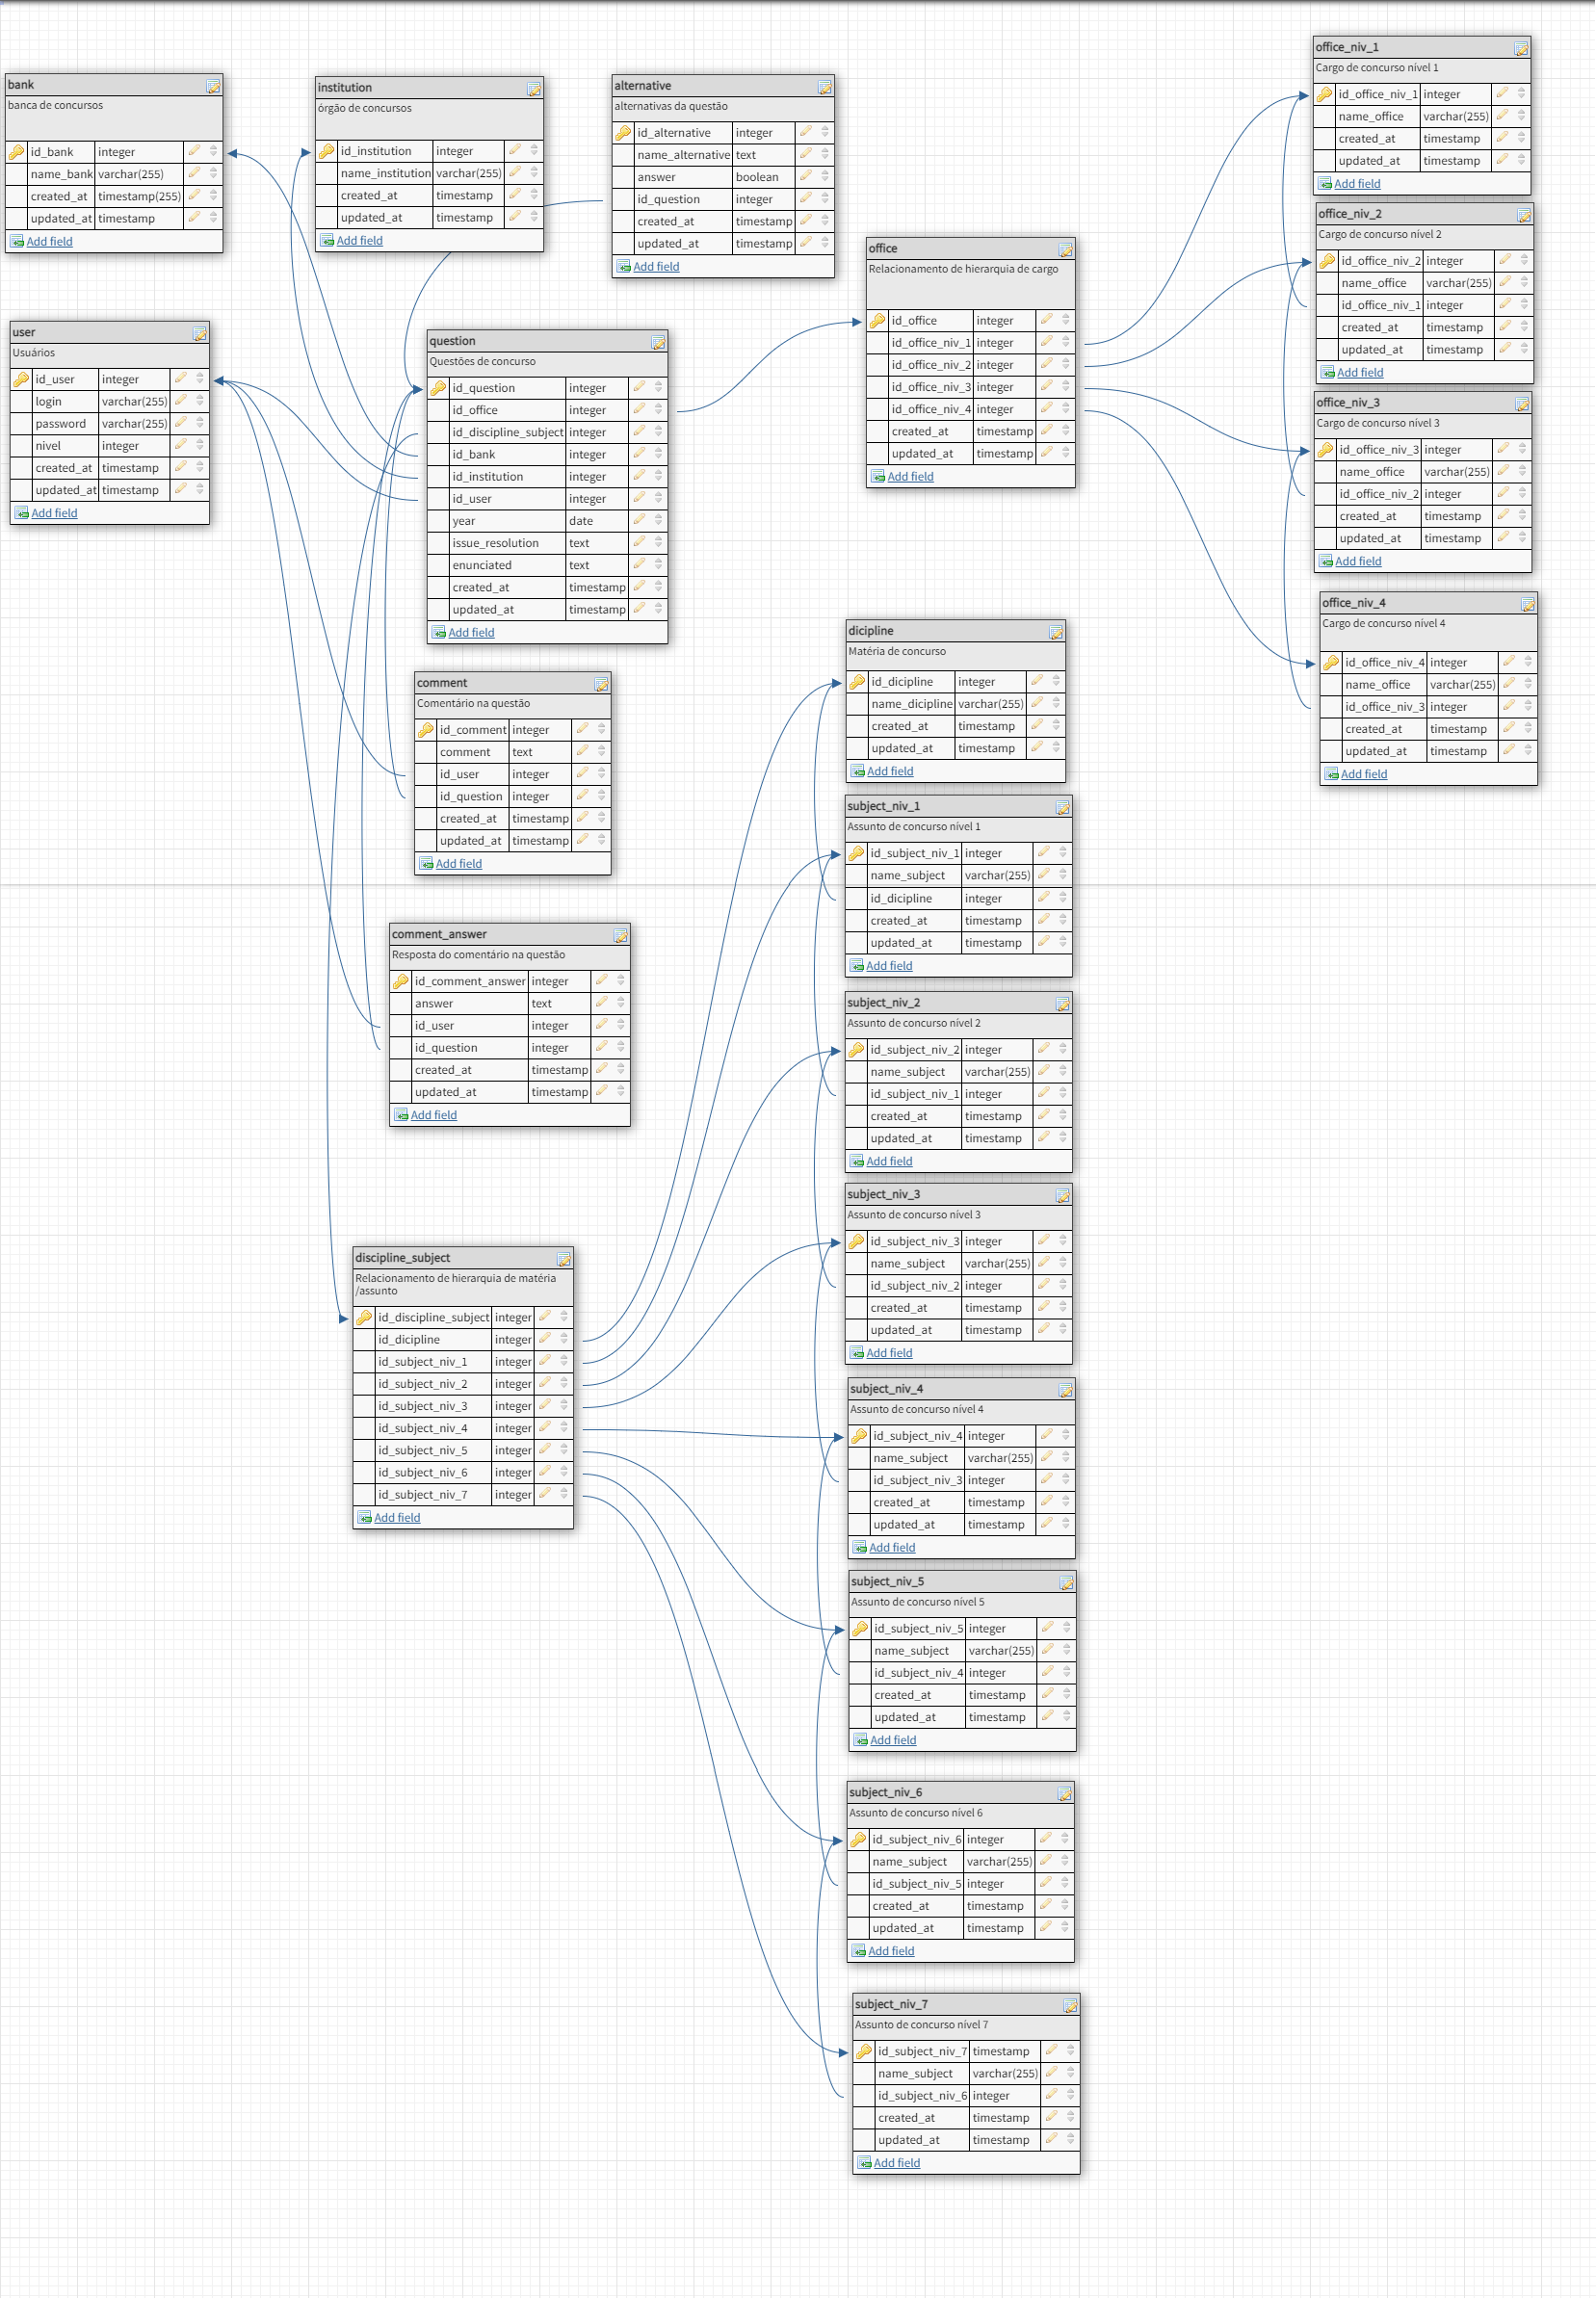 bank
banca de concursos
id_bank integer
name_bank varchar(255)
created_at timestamp(255)
updated_at timestamp
Add field
institution
órgão de concursos
id_institution integer
name_institution varchar(255)
created_at timestamp
updated_at timestamp
Add field
alternative
alternativas da questão
id_alternative integer
name_alternative text
answer boolean
id_question integer
created_at timestamp
updated_at timestamp
Add field
user
Usuários
id_user integer
login varchar(255)
password varchar(255)
nivel integer
created_at timestamp
updated_at timestamp
Add field
question
Questões de concurso
id_question integer
id_office integer
id_discipline_subject integer
id_bank integer
id_institution integer
id_user integer
year date
issue_resolution text
enunciated text
created_at timestamp
updated_at timestamp
Add field
office
Relacionamento de hierarquia de cargo
id_office integer
id_office_niv_1 integer
id_office_niv_2 integer
id_office_niv_3 integer
id_office_niv_4 integer
created_at timestamp
updated_at timestamp
Add field
office_niv_1
Cargo de concurso nível 1
id_office_niv_1 integer
name_office varchar(255)
created_at timestamp
updated_at timestamp
Add field
office_niv_2
Cargo de concurso nível 2
id_office_niv_2 integer
name_office varchar(255)
id_office_niv_1 integer
created_at timestamp
updated_at timestamp
Add field
office_niv_3
Cargo de concurso nível 3
id_office_niv_3 integer
name_office varchar(255)
id_office_niv_2 integer
created_at timestamp
updated_at timestamp
Add field
office_niv_4
Cargo de concurso nível 4
id_office_niv_4 integer
name_office varchar(255)
id_office_niv_3 integer
created_at timestamp
updated_at timestamp
Add field
comment
Comentário na questão
id_comment integer
comment text
id_user integer
id_question integer
created_at timestamp
updated_at timestamp
Add field
comment_answer
Resposta do comentário na questão
id_comment_answer integer
answer text
id_user integer
id_question integer
created_at timestamp
updated_at timestamp
Add field
discipline_subject
Relacionamento de hierarquia de matéria
/assunto
id_discipline_subject integer
id_dicipline integer
id_subject_niv_1 integer
id_subject_niv_2 integer
id_subject_niv_3 integer
id_subject_niv_4 integer
id_subject_niv_5 integer
id_subject_niv_6 integer
id_subject_niv_7 integer
Add field
dicipline
Matéria de concurso
id_dicipline integer
name_dicipline varchar(255)
created_at timestamp
updated_at timestamp
Add field
subject_niv_1
Assunto de concurso nível 1
id_subject_niv_1 integer
name_subject varchar(255)
id_dicipline integer
created_at timestamp
updated_at timestamp
Add field
subject_niv_2
Assunto de concurso nível 2
id_subject_niv_2 integer
name_subject varchar(255)
id_subject_niv_1 integer
created_at timestamp
updated_at timestamp
Add field
subject_niv_3
Assunto de concurso nível 3
id_subject_niv_3 integer
name_subject varchar(255)
id_subject_niv_2 integer
created_at timestamp
updated_at timestamp
Add field
subject_niv_4
Assunto de concurso nível 4
id_subject_niv_4 integer
name_subject varchar(255)
id_subject_niv_3 integer
created_at timestamp
updated_at timestamp
Add field
subject_niv_5
Assunto de concurso nível 5
id_subject_niv_5 integer
name_subject varchar(255)
id_subject_niv_4 integer
created_at timestamp
updated_at timestamp
Add field
subject_niv_6
Assunto de concurso nível 6
id_subject_niv_6 integer
name_subject varchar(255)
id_subject_niv_5 integer
created_at timestamp
updated_at timestamp
Add field
subject_niv_7
Assunto de concurso nível 7
id_subject_niv_7 timestamp
name_subject varchar(255)
id_subject_niv_6 integer
created_at timestamp
updated_at timestamp
Add field